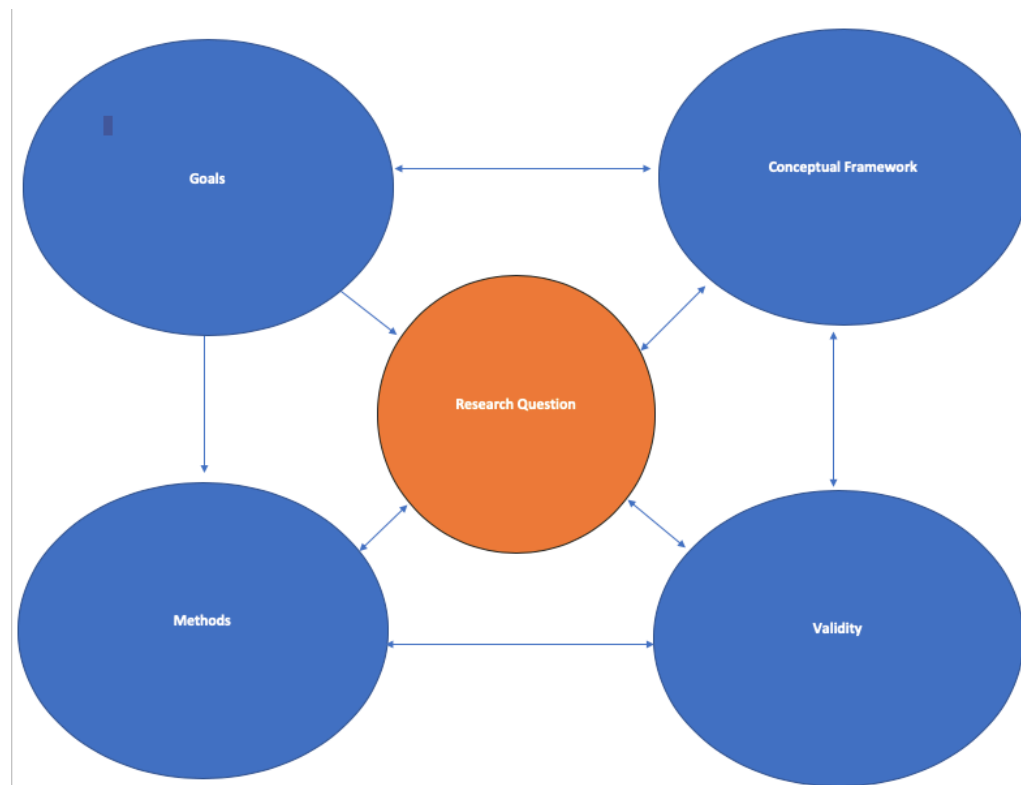 Goals
Conceptual Framework
Research Question
Methods
Validity